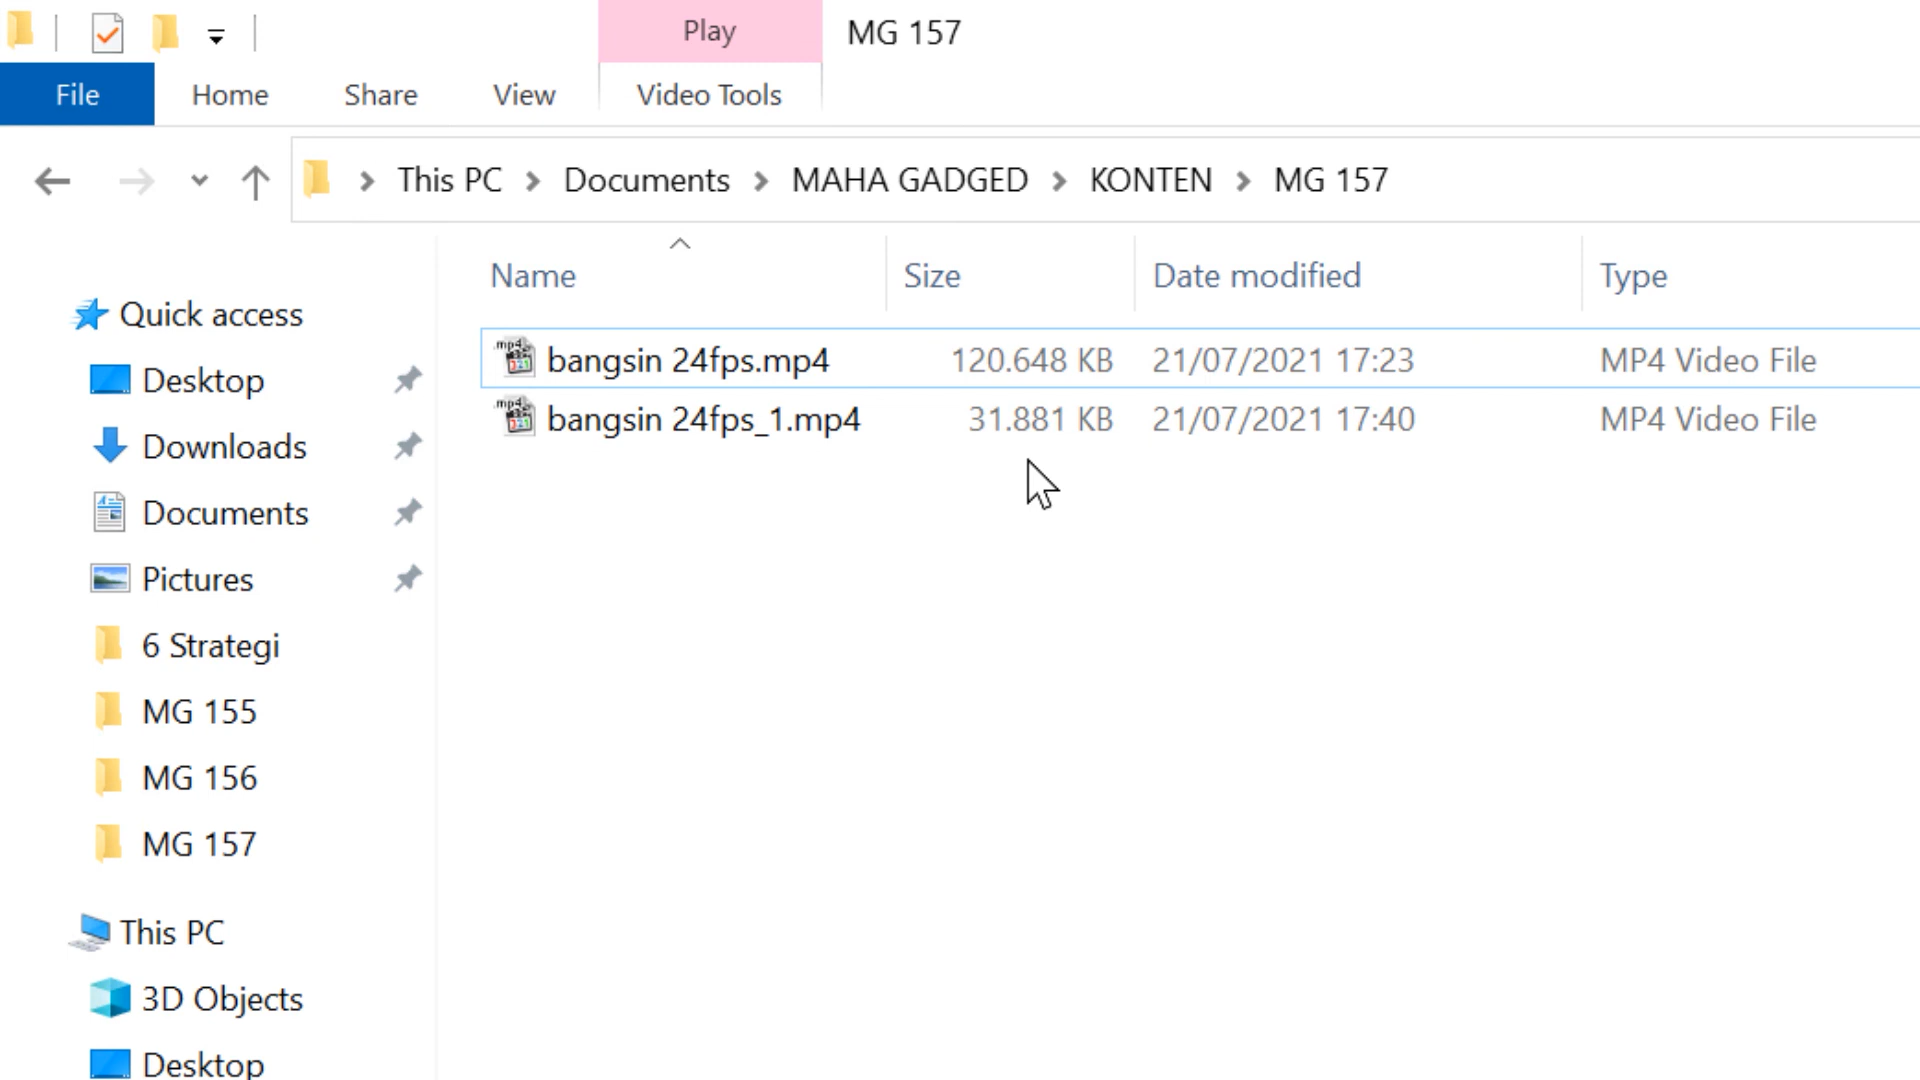 Play MG 157
File Home Share View Video Tools
This PC Documents MAHA GADGED KONTEN MG 157
Name Size Date modified Type
Quick access
bangsin 24fps.mp4 120.648 KB 21/07/2021 17:23 MP4 Video File
Desktop
bangsin 24fps_1.mp4 31.881 KB 21/07/2021 17:40 MP4 Video File
Downloads
Documents
Pictures
6 Strategi
MG 155
MG 156
MG 157
This PC
3D Objects
Desktop